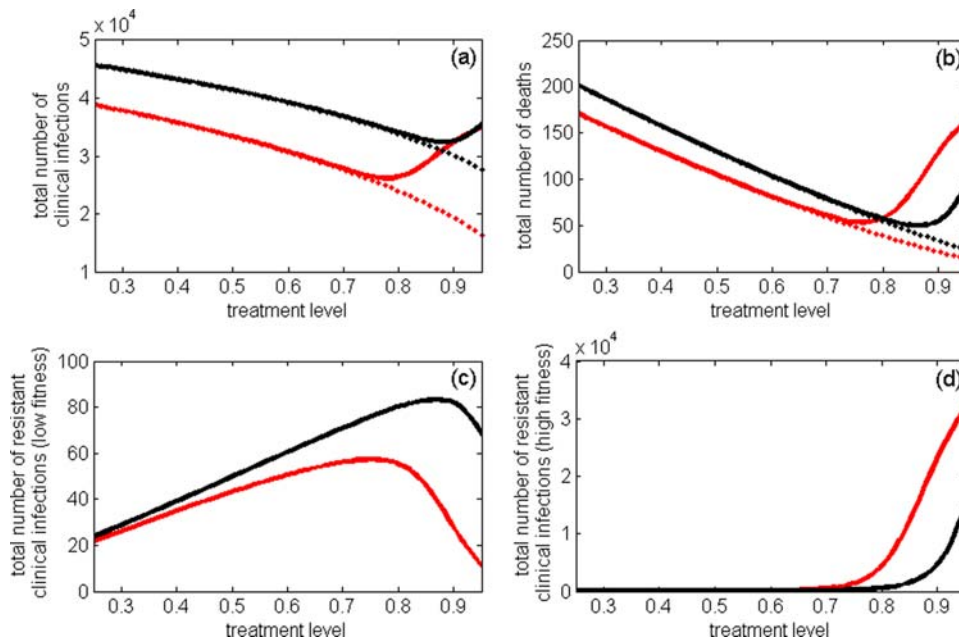 x 10⁴
5
4
3
2
1
total number of
clinical infections
(a)
0.3 0.4 0.5 0.6 0.7 0.8 0.9
treatment level
250
200
150
100
50
0
total number of deaths
(b)
0.3 0.4 0.5 0.6 0.7 0.8 0.9
treatment level
100
80
60
40
20
0
total number of resistant
clinical infections (low fitness)
(c)
0.3 0.4 0.5 0.6 0.7 0.8 0.9
treatment level
x 10⁴
4
3
2
1
0
total number of resistant
clinical infections (high fitness)
(d)
0.3 0.4 0.5 0.6 0.7 0.8 0.9
treatment level